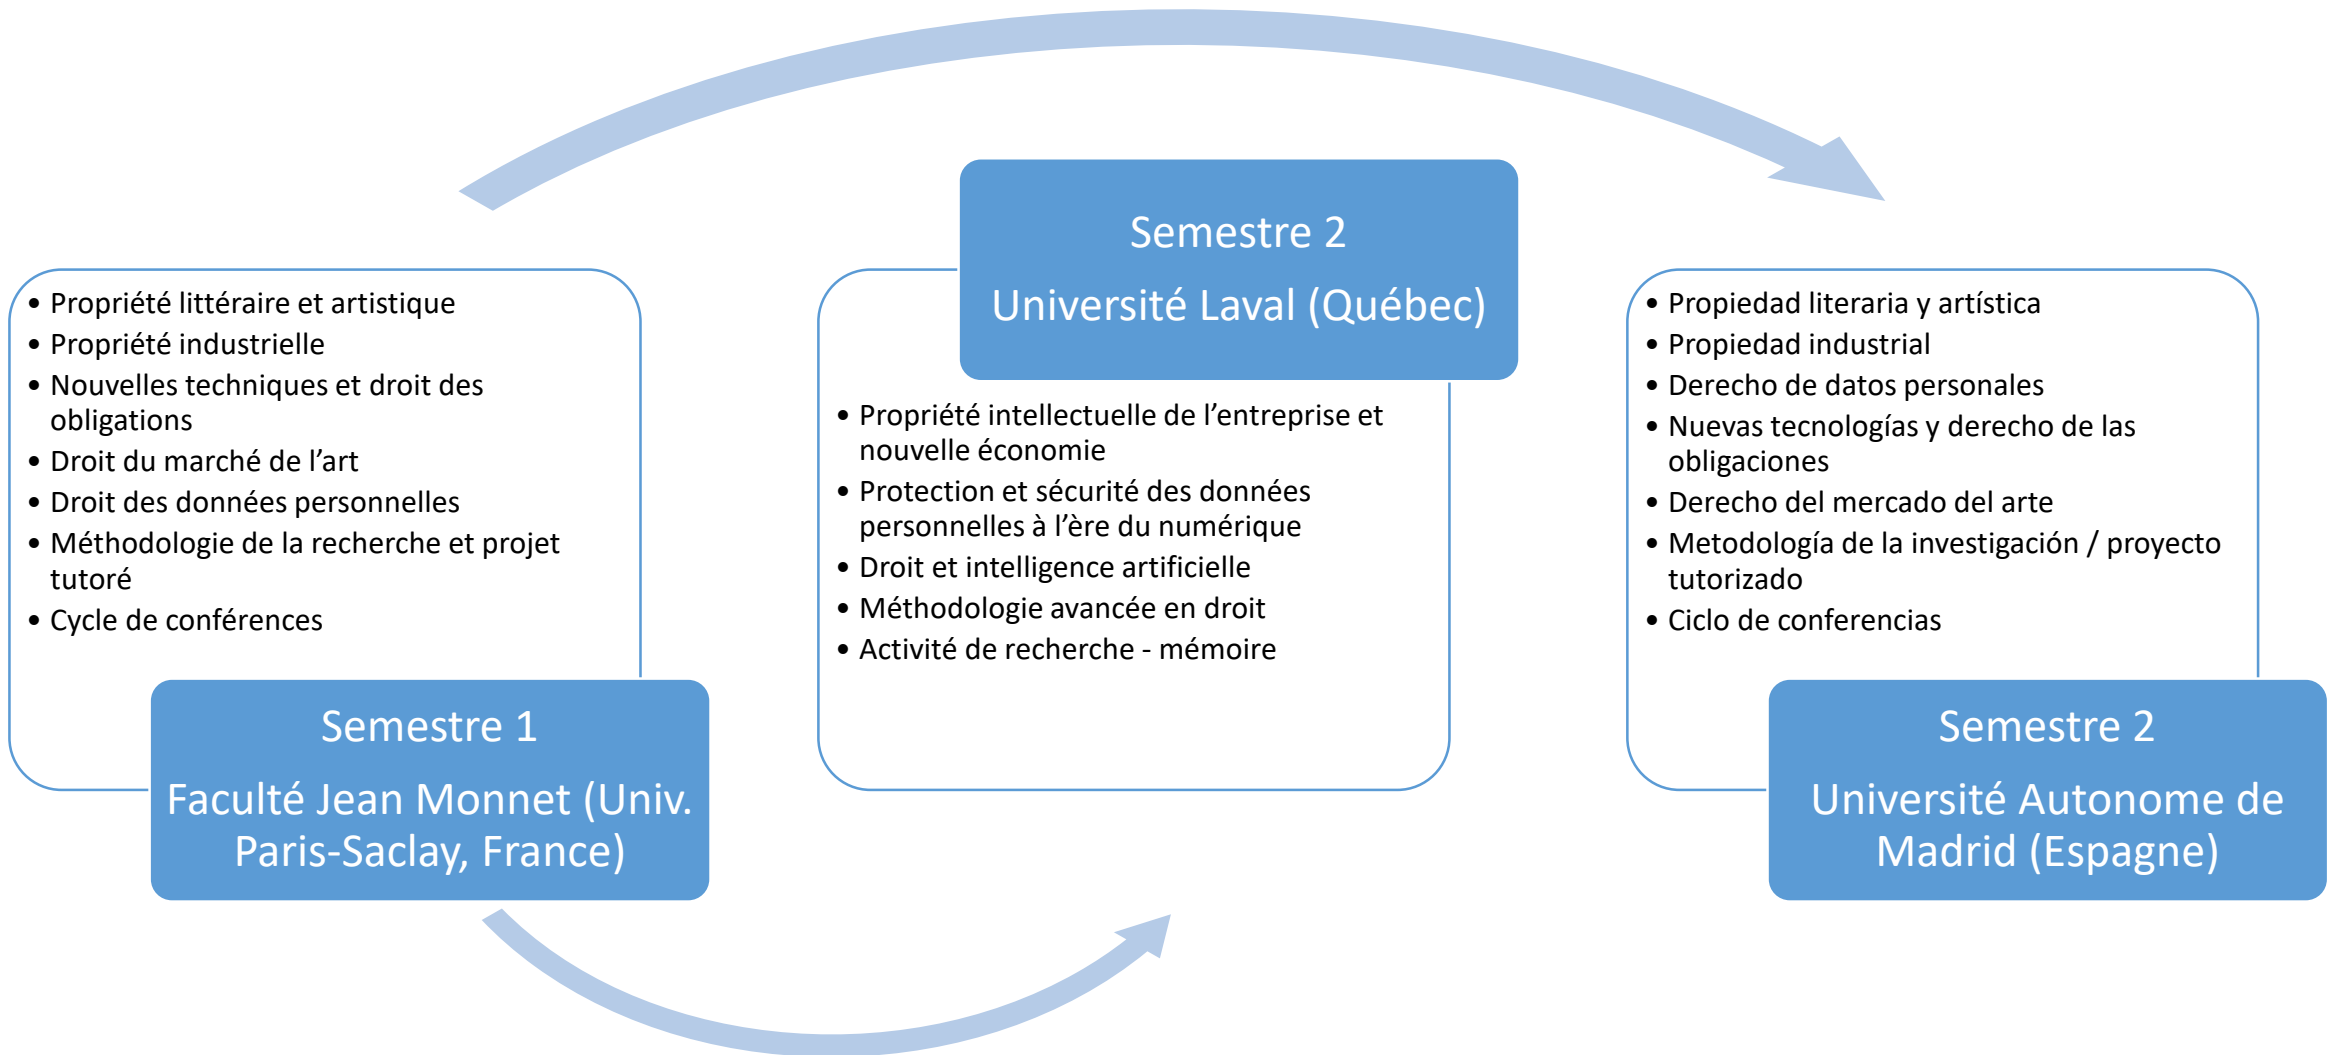 • Propriété littéraire et artistique
• Propriété industrielle
• Nouvelles techniques et droit des
obligations
• Droit du marché de l’art
• Droit des données personnelles
• Méthodologie de la recherche et projet
tutoré
• Cycle de conférences
Semestre 1
Faculté Jean Monnet (Univ.
Paris-Saclay, France)
Semestre 2
Université Laval (Québec)
• Propriété intellectuelle de l’entreprise et
nouvelle économie
• Protection et sécurité des données
personnelles à l’ère du numérique
• Droit et intelligence artificielle
• Méthodologie avancée en droit
• Activité de recherche - mémoire
• Propiedad literaria y artística
• Propiedad industrial
• Derecho de datos personales
• Nuevas tecnologías y derecho de las
obligaciones
• Derecho del mercado del arte
• Metodología de la investigación / proyecto
tutorizado
• Ciclo de conferencias
Semestre 2
Université Autonome de
Madrid (Espagne)